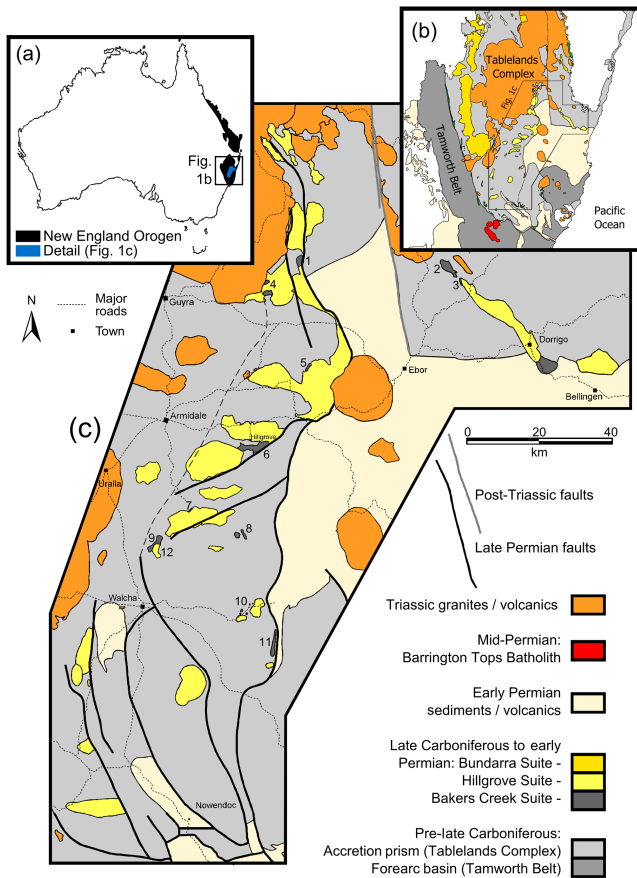 (a)
Fig.
1b
New England Orogen
Detail (Fig. 1c)
(b)
Tablelands
Complex
Fig. 1c
Tamworth Belt
Pacific
Ocean
N
Major
roads
Town
(c)
1
2
3
4
Guyra
Dorrigo
5
Ebor
Bellingen
Armidale
Hillgrove
6
Uralla
7
8
9
12
Walcha
10
11
Nowendoc
0 20 40
km
Post-Triassic faults
Late Permian faults
Triassic granites / volcanics
Mid-Permian:
Barrington Tops Batholith
Early Permian
sediments / volcanics
Late Carboniferous to early
Permian: Bundarra Suite -
Hillgrove Suite -
Bakers Creek Suite -
Pre-late Carboniferous:
Accretion prism (Tablelands Complex)
Forearc basin (Tamworth Belt)